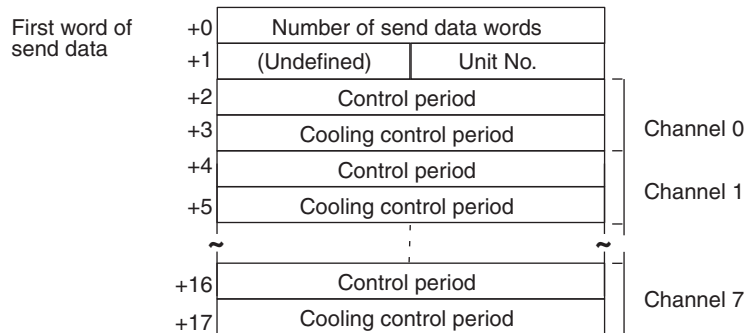 First word of
send data
+0 Number of send data words
+1 (Undefined) Unit No.
+2 Control period
+3 Cooling control period
Channel 0
+4 Control period
+5 Cooling control period
Channel 1
~ ~
+16 Control period
+17 Cooling control period
Channel 7